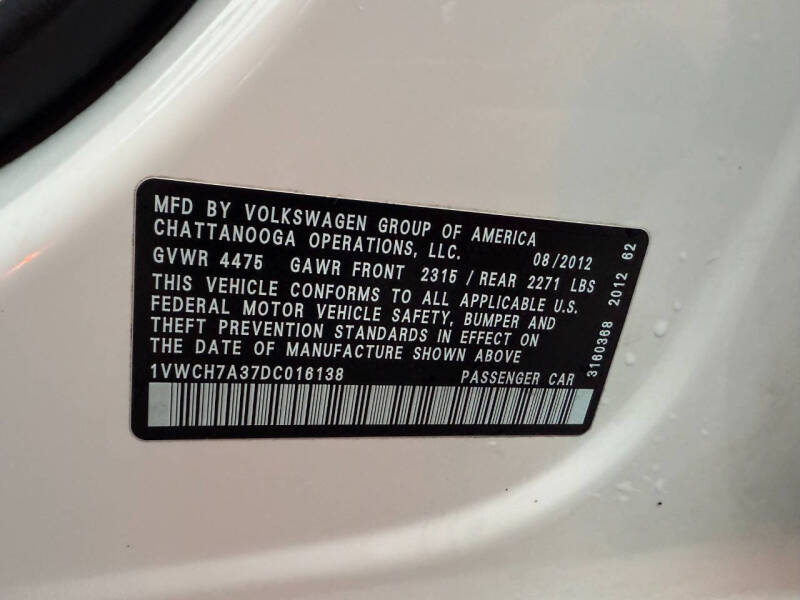 MFD BY VOLKSWAGEN GROUP OF AMERICA
CHATTANOOGA OPERATIONS, LLC. 08/2012
GVWR 4475 GAWR FRONT 2315 / REAR 2271 LBS
THIS VEHICLE CONFORMS TO ALL APPLICABLE U.S.
FEDERAL MOTOR VEHICLE SAFETY, BUMPER AND
THEFT PREVENTION STANDARDS IN EFFECT ON
THE DATE OF MANUFACTURE SHOWN ABOVE
1VWCH7A37DC016138 PASSENGER CAR
3160368 2012 62